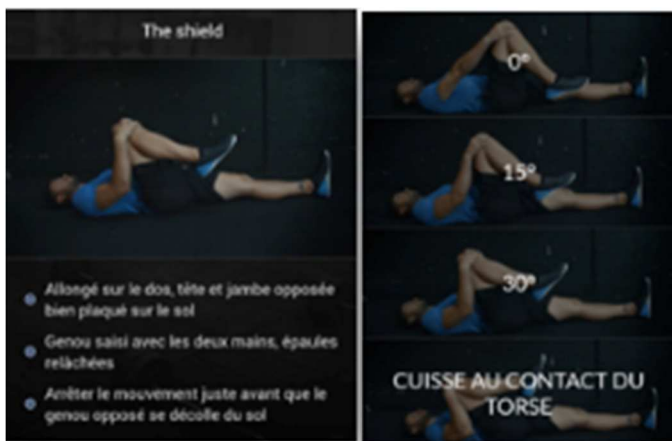 The shield
Allongé sur le dos, tête et jambe opposée
bien plaqué sur le sol
Genou saisi avec les deux mains, épaules
relâchées
Arrêter le mouvement juste avant que le
genou opposé se décolle du sol
0°
15°
30°
CUISSE AU CONTACT DU
TORSE